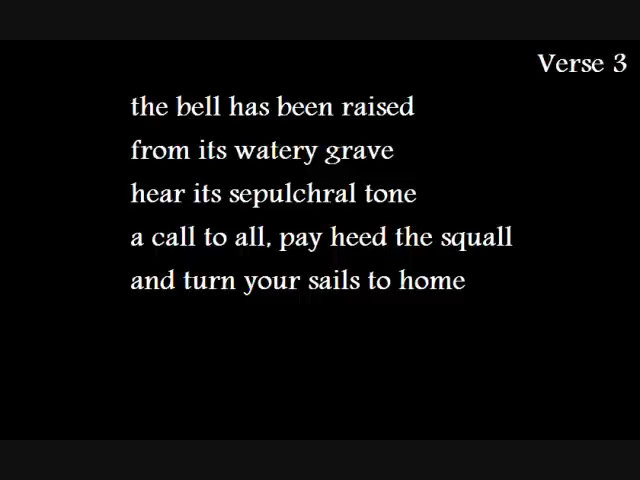 Verse 3
the bell has been raised
from its watery grave
hear its sepulchral tone
a call to all, pay heed the squall
and turn your sails to home